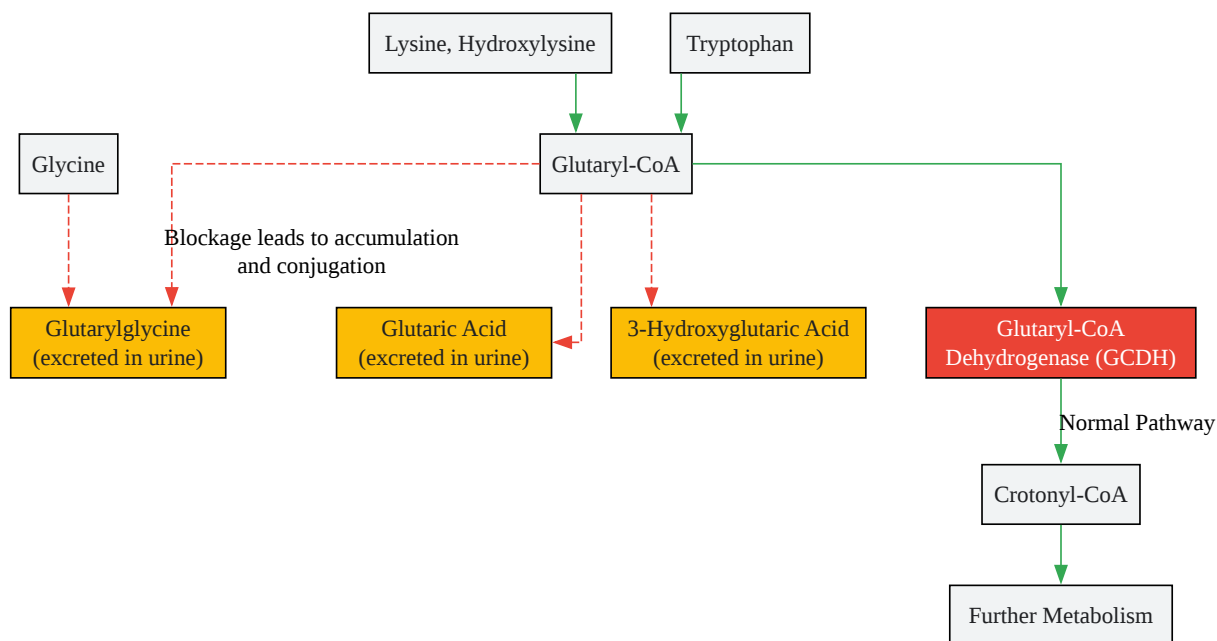 Lysine, Hydroxylysine
Tryptophan
Glycine
Glutaryl-CoA
Blockage leads to accumulation
and conjugation
Glutarylglycine
(excreted in urine)
Glutaric Acid
(excreted in urine)
3-Hydroxyglutaric Acid
(excreted in urine)
Glutaryl-CoA
Dehydrogenase (GCDH)
Normal Pathway
Crotonyl-CoA
Further Metabolism